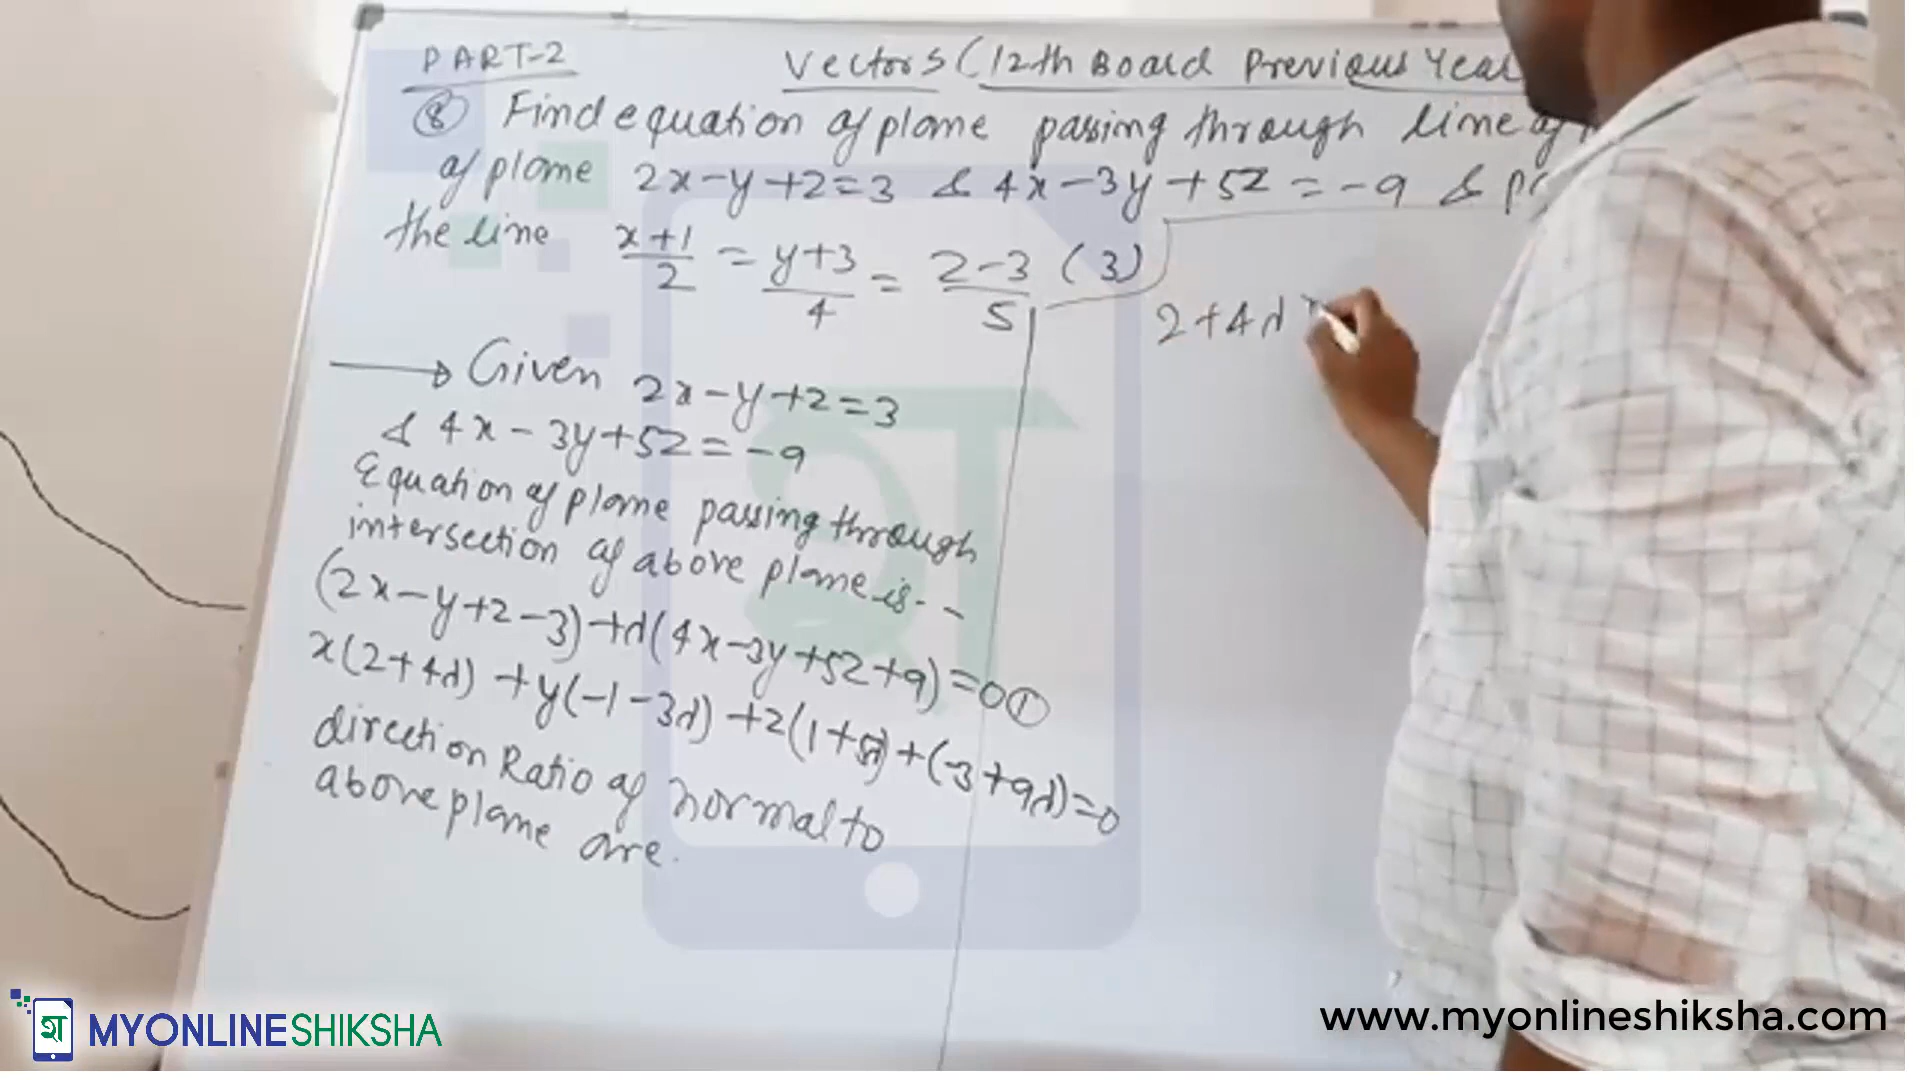 PART-2
Vectors (12th Board Previous Year
(8) Find equation of plane passing through line of
of plane 2x-y+z=3 & 4x-3y+5z=-9 &
the line x+1/2 = y+3/4 = z-3/5 (3)
2+4λ
Given 2x-y+z=3
& 4x-3y+5z=-9
Equation of plane passing through
intersection of above plane is--
(2x-y+z-3)+λ(4x-3y+5z+9)=0 ①
x(2+4λ)+y(-1-3λ)+z(1+5λ)+(-3+9λ)=0
direction Ratio of normal to
above plane are.
श
MYONLINESHIKSHA
www.myonlineshiksha.com